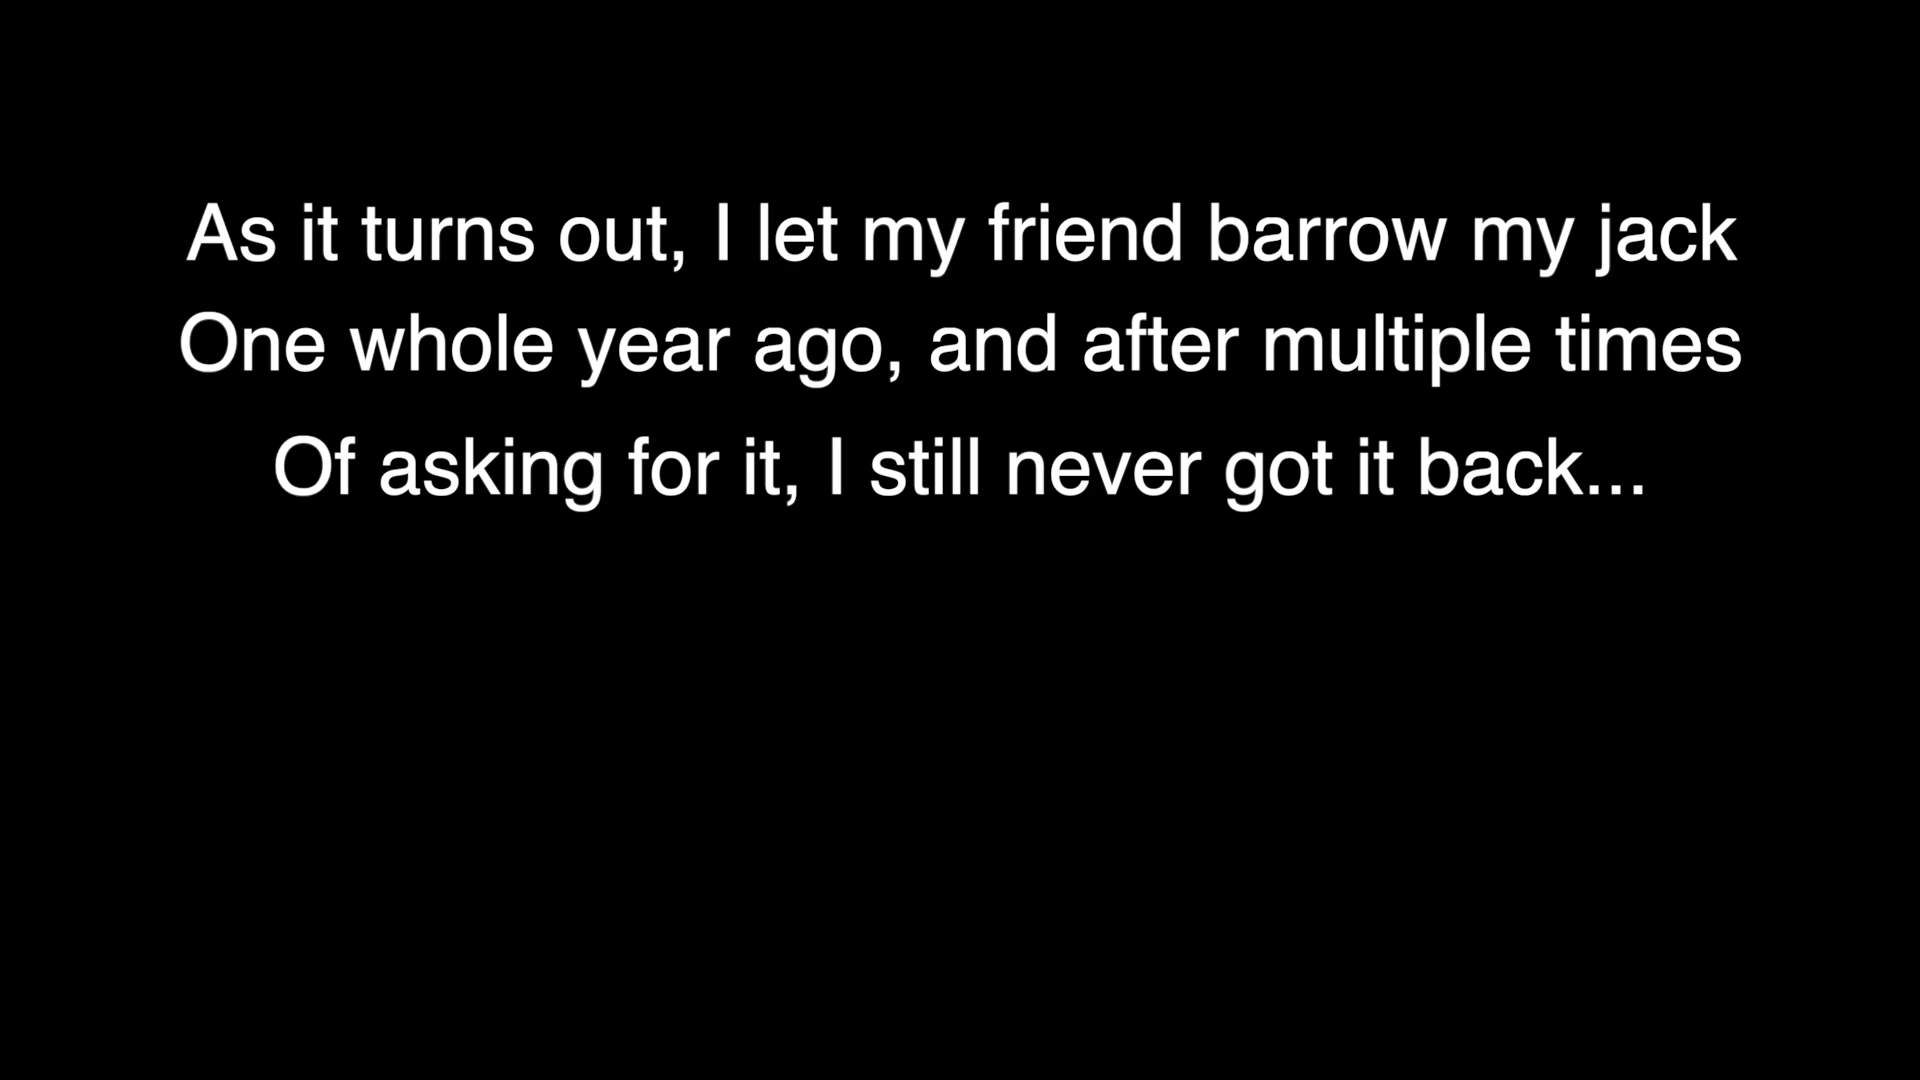 As it turns out, I let my friend barrow my jack
One whole year ago, and after multiple times
Of asking for it, I still never got it back...